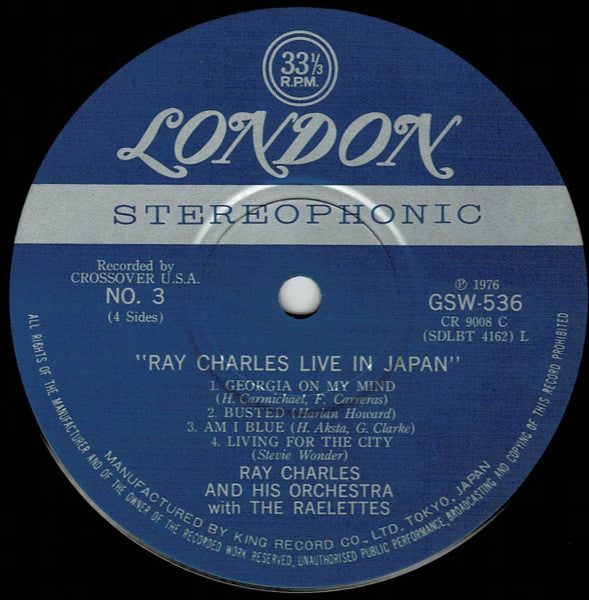 33⅓
R.P.M.
LONDON
STEREOPHONIC
Recorded by
CROSSOVER U.S.A.
NO. 3
(4 Sides)
℗ 1976
GSW-536
CR 9008 C
(SDLBT 4162) L
"RAY CHARLES LIVE IN JAPAN"
1. GEORGIA ON MY MIND
(H. Carmichael, F. Carreras)
2. BUSTED (Harlan Howard)
3. AM I BLUE (H. Aksta, G. Clarke)
4. LIVING FOR THE CITY
(Stevie Wonder)
RAY CHARLES
AND HIS ORCHESTRA
with THE RAELETTES
MANUFACTURED BY KING RECORD CO., LTD. TOKYO, JAPAN
ALL RIGHTS OF THE MANUFACTURER AND OF THE OWNER OF THE RECORDED WORK RESERVED. UNAUTHORISED PUBLIC PERFORMANCE, BROADCASTING AND COPYING OF THIS RECORD PROHIBITED